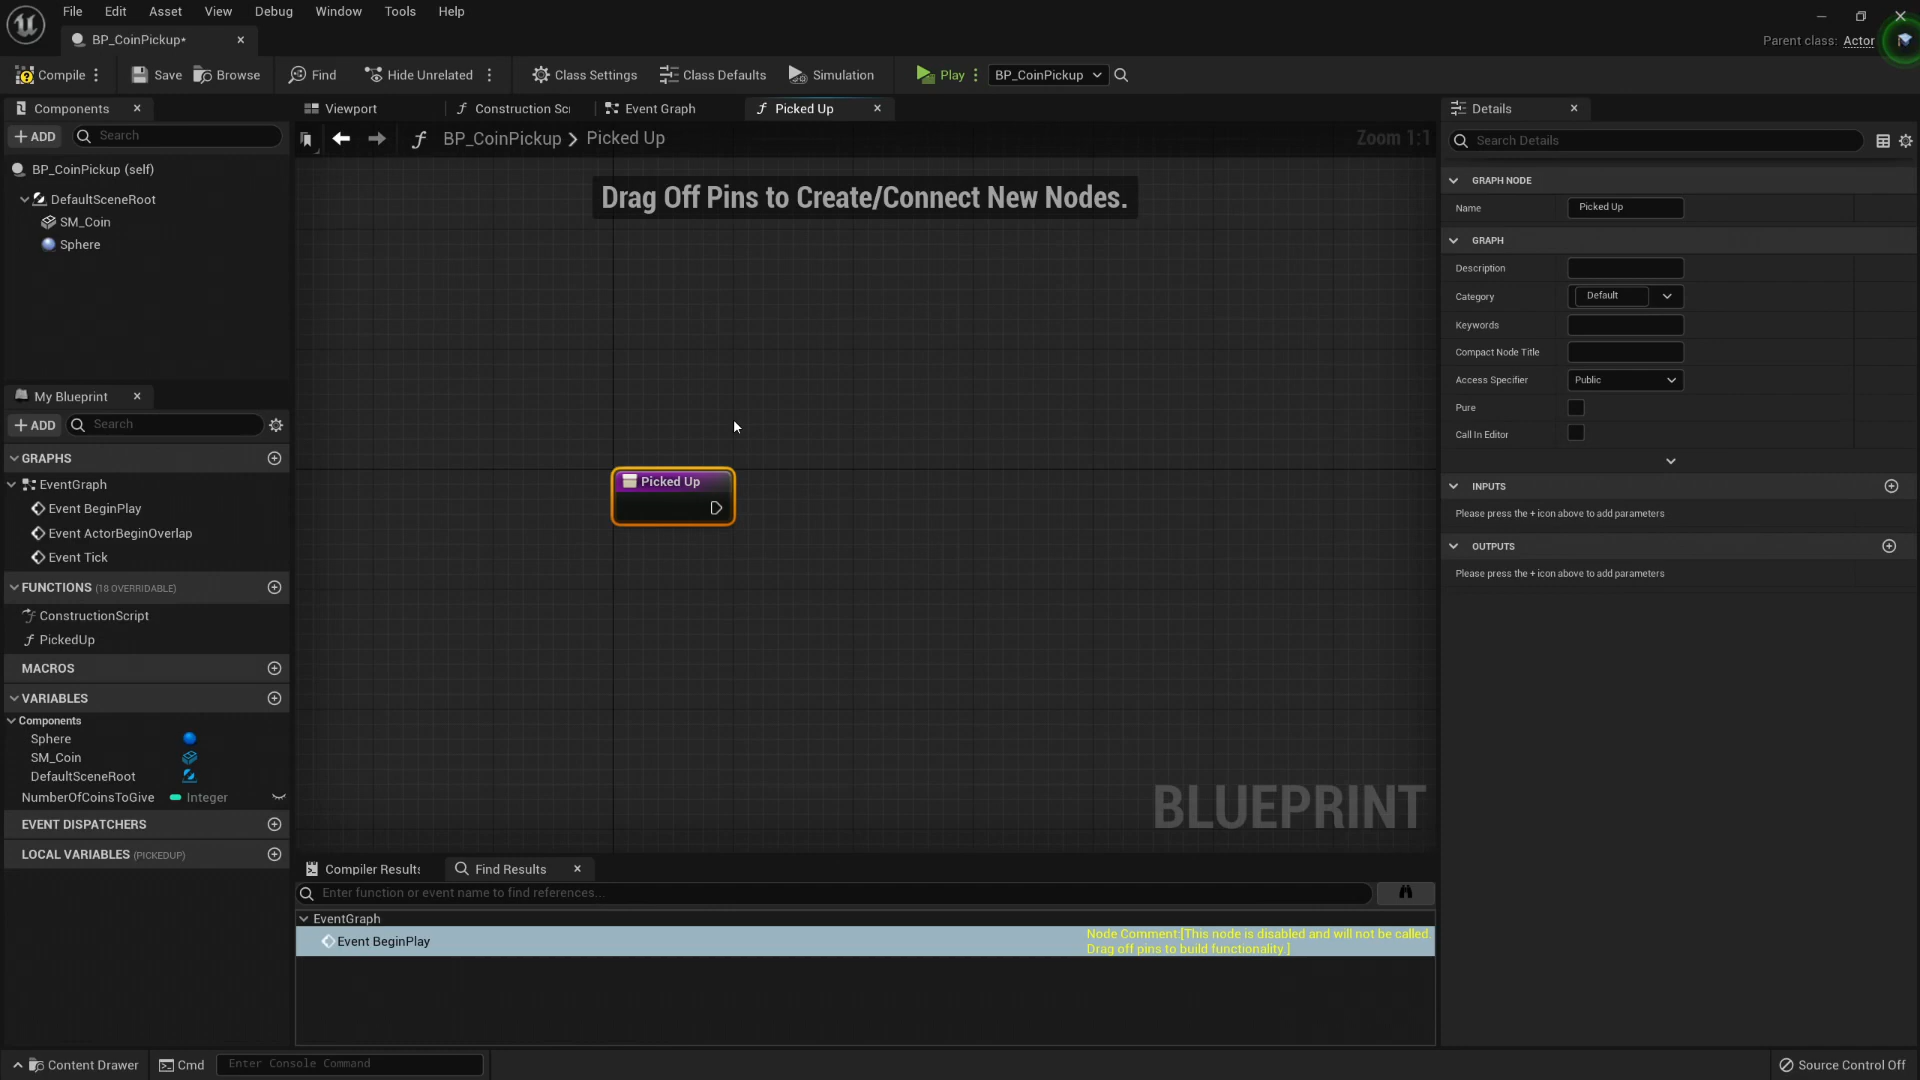 File Edit Asset View Debug Window Tools Help
BP_CoinPickup*
Parent class: Actor
Compile Save Browse Find Hide Unrelated Class Settings Class Defaults Simulation Play BP_CoinPickup
Components
Viewport Construction Scr Event Graph Picked Up
Details
ADD Search
BP_CoinPickup Picked Up
Zoom 1:1
Search Details
BP_CoinPickup (self)
DefaultSceneRoot
SM_Coin
Sphere
Drag Off Pins to Create/Connect New Nodes.
Picked Up
BLUEPRINT
GRAPH NODE
Name Picked Up
GRAPH
Description
Category Default
Keywords
Compact Node Title
Access Specifier Public
Pure
Call In Editor
INPUTS
Please press the + icon above to add parameters
OUTPUTS
Please press the + icon above to add parameters
My Blueprint
ADD Search
GRAPHS
EventGraph
Event BeginPlay
Event ActorBeginOverlap
Event Tick
FUNCTIONS (18 OVERRIDABLE)
ConstructionScript
PickedUp
MACROS
VARIABLES
Components
Sphere
SM_Coin
DefaultSceneRoot
NumberOfCoinsToGive Integer
EVENT DISPATCHERS
LOCAL VARIABLES (PICKEDUP)
Compiler Results Find Results
Enter function or event name to find references...
EventGraph
Event BeginPlay
Node Comment:[This node is disabled and will not be called.
Drag off pins to build functionality.]
Content Drawer Cmd Enter Console Command
Source Control Off